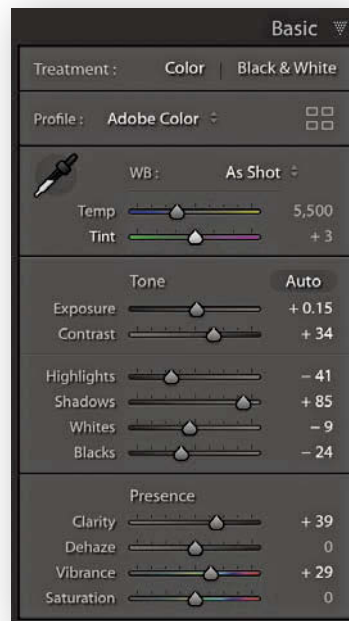 Basic
Treatment : Color | Black & White
Profile : Adobe Color
WB : As Shot
Temp 5,500
Tint + 3
Tone Auto
Exposure + 0.15
Contrast + 34
Highlights – 41
Shadows + 85
Whites – 9
Blacks – 24
Presence
Clarity + 39
Dehaze 0
Vibrance + 29
Saturation 0